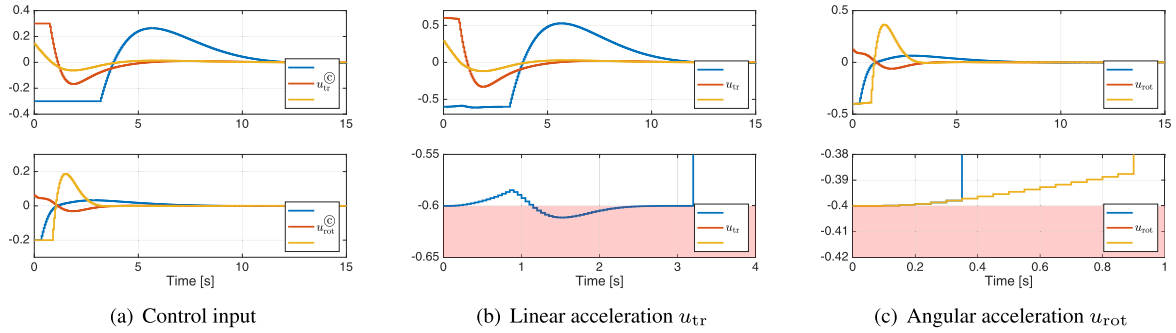 0.4
0.2
0
-0.2
-0.4
0 5 10 15
u_tr^©
0.5
0
-0.5
0 5 10 15
u_tr
0.5
0
-0.5
0 5 10 15
u_rot
0.2
0
-0.2
0 5 10 15
u_rot^©
Time [s]
-0.55
-0.6
-0.65
0 1 2 3 4
u_tr
Time [s]
-0.38
-0.39
-0.4
-0.41
-0.42
0 0.2 0.4 0.6 0.8 1
u_rot
Time [s]
(a) Control input
(b) Linear acceleration u_tr
(c) Angular acceleration u_rot